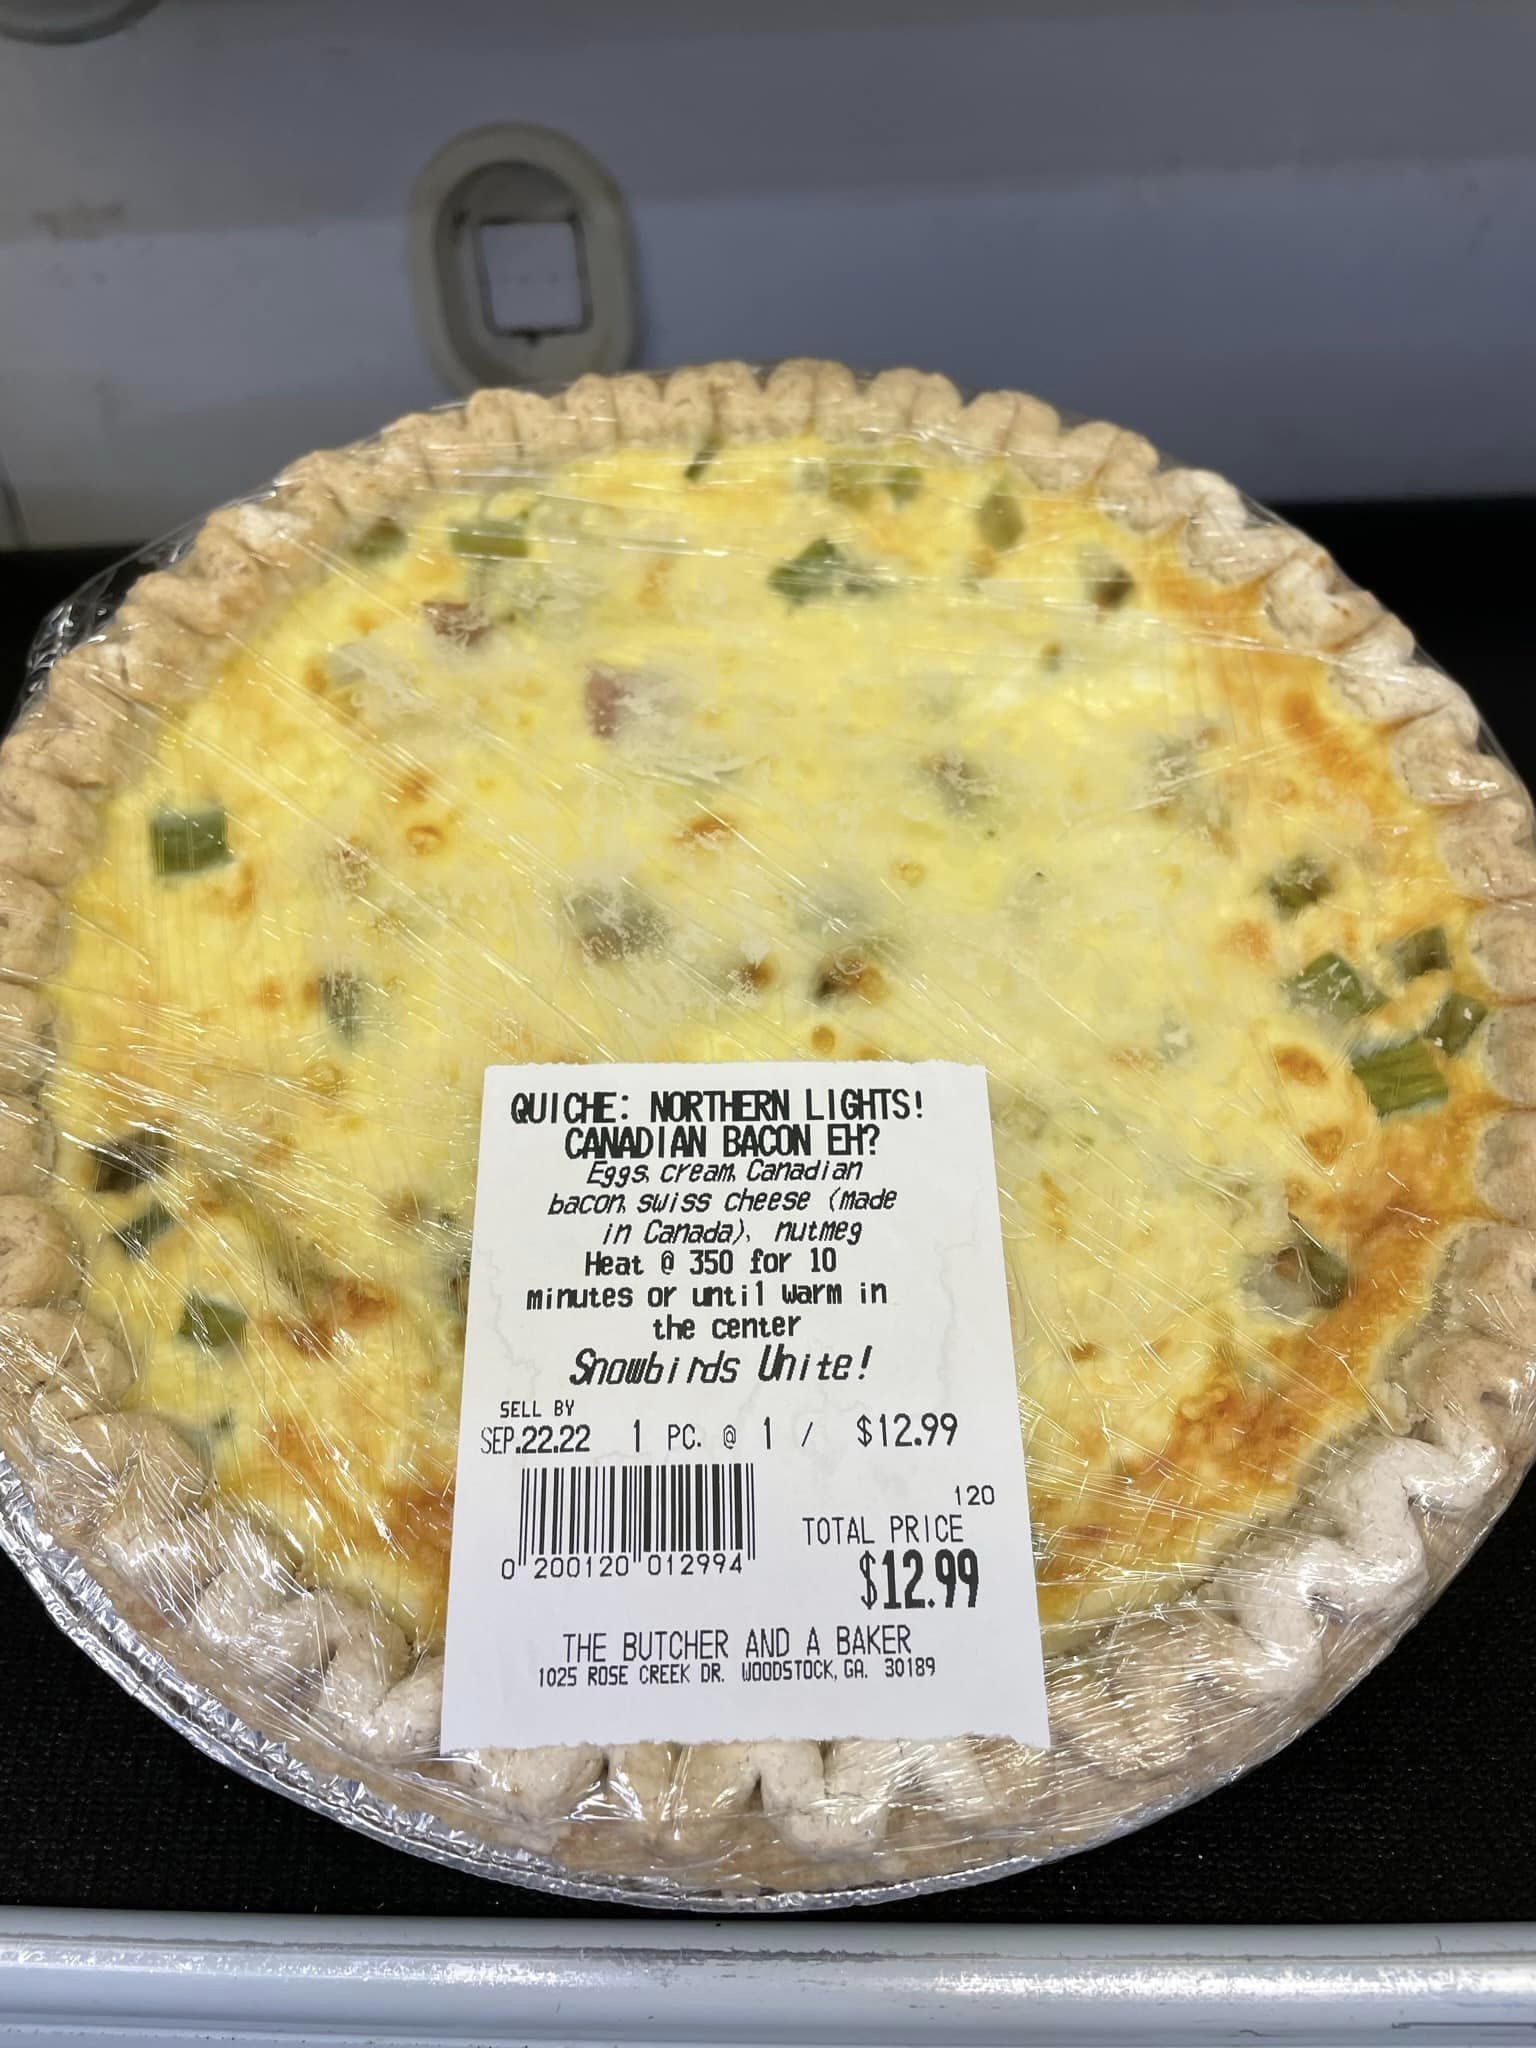 QUICHE: NORTHERN LIGHTS!
CANADIAN BACON EH?
Eggs, cream, Canadian
bacon, swiss cheese (made
in Canada), nutmeg
Heat @ 350 for 10
minutes or until warm in
the center
Snowbirds Unite!
SELL BY
SEP.22.22 1 PC. @ 1 / $12.99
120
TOTAL PRICE
$12.99
0 200120 012994
THE BUTCHER AND A BAKER
1025 ROSE CREEK DR. WOODSTOCK, GA. 30189